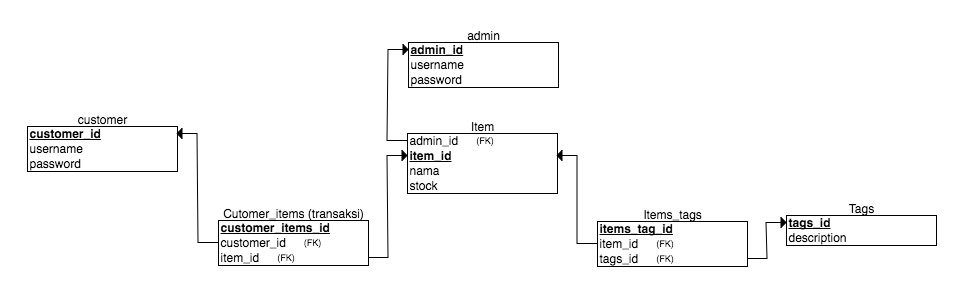 admin
admin_id
username
password
customer
customer_id
username
password
Item
admin_id (FK)
item_id
nama
stock
Cutomer_items (transaksi)
customer_items_id
customer_id (FK)
item_id (FK)
Items_tags
items_tag_id
item_id (FK)
tags_id (FK)
Tags
tags_id
description